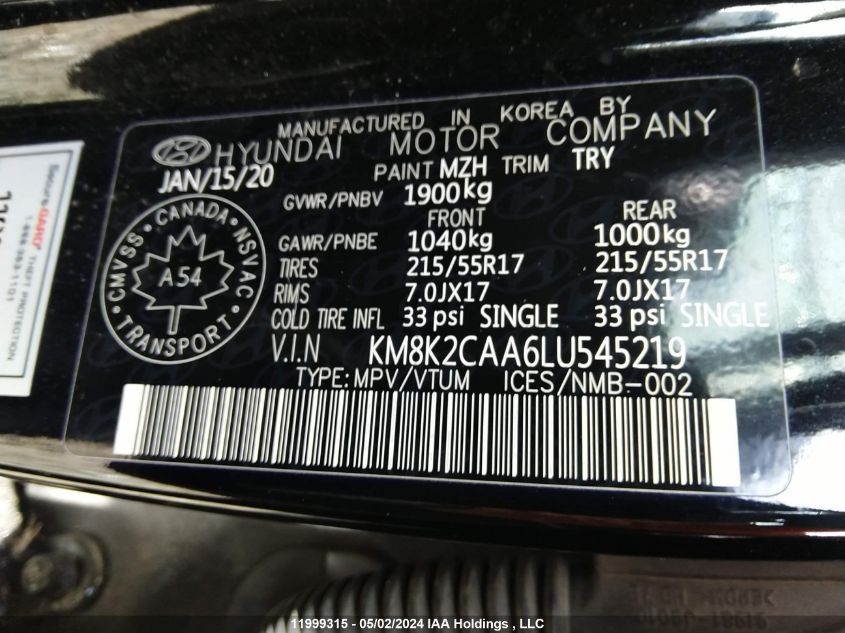 MANUFACTURED IN KOREA BY
HYUNDAI MOTOR COMPANY
JAN/15/20 PAINT MZH TRIM TRY
GVWR/PNBV 1900kg
FRONT REAR
GAWR/PNBE 1040kg 1000kg
TIRES 215/55R17 215/55R17
RIMS 7.0JX17 7.0JX17
COLD TIRE INFL 33 psi SINGLE 33 psi SINGLE
V.I.N KM8K2CAA6LU545219
TYPE:MPV/VTUM ICES/NMB-002
CMVSS · CANADA · NSVAC
A54
TRANSPORT
THEFT PROTECTION
11999315 - 05/02/2024 IAA Holdings , LLC